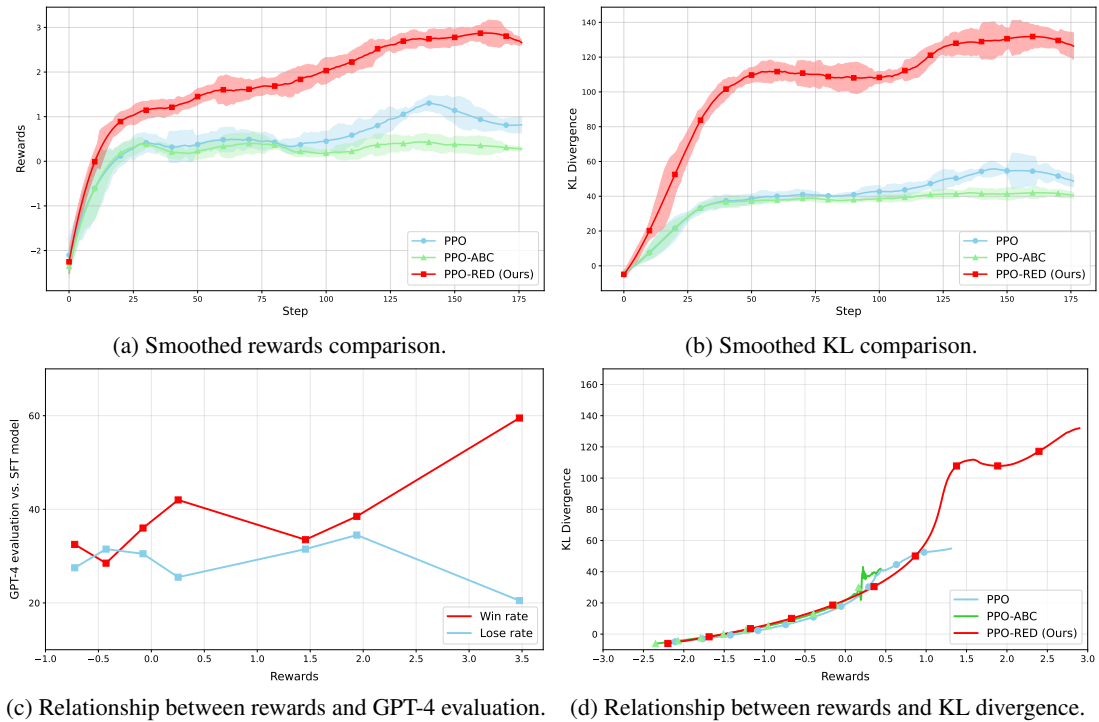 3
2
1
0
−1
−2
Rewards
0
25
50
75
100
125
150
175
Step
PPO
PPO-ABC
PPO-RED (Ours)
(a) Smoothed rewards comparison.
140
120
100
80
60
40
20
0
KL Divergence
0
25
50
75
100
125
150
175
Step
PPO
PPO-ABC
PPO-RED (Ours)
(b) Smoothed KL comparison.
60
40
20
GPT-4 evaluation vs. SFT model
−1.0
−0.5
0.0
0.5
1.0
1.5
2.0
2.5
3.0
3.5
Rewards
Win rate
Lose rate
(c) Relationship between rewards and GPT-4 evaluation.
160
140
120
100
80
60
40
20
0
KL Divergence
−3.0
−2.5
−2.0
−1.5
−1.0
−0.5
0.0
0.5
1.0
1.5
2.0
2.5
3.0
Rewards
PPO
PPO-ABC
PPO-RED (Ours)
(d) Relationship between rewards and KL divergence.